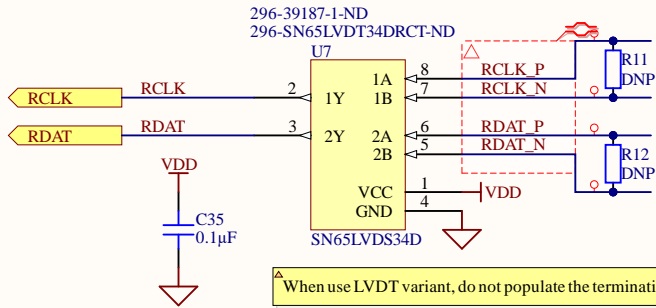 296-39187-1-ND
296-SN65LVDT34DRCT-ND
U7
RCLK
RCLK
2
1Y
1A
8
RCLK_P
1B
7
RCLK_N
R11
DNP
RDAT
RDAT
3
2Y
2A
6
RDAT_P
2B
5
RDAT_N
R12
DNP
VDD
VCC
1
VDD
GND
4
C35
0.1µF
SN65LVDS34D
When use LVDT variant, do not populate the terminati